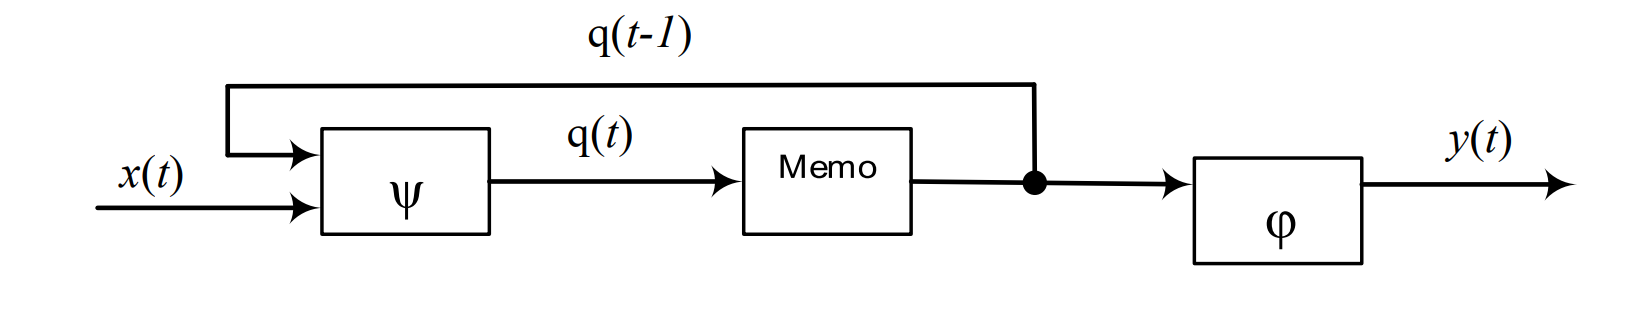 q(t-1)
q(t)
x(t)
ψ
Memo
φ
y(t)